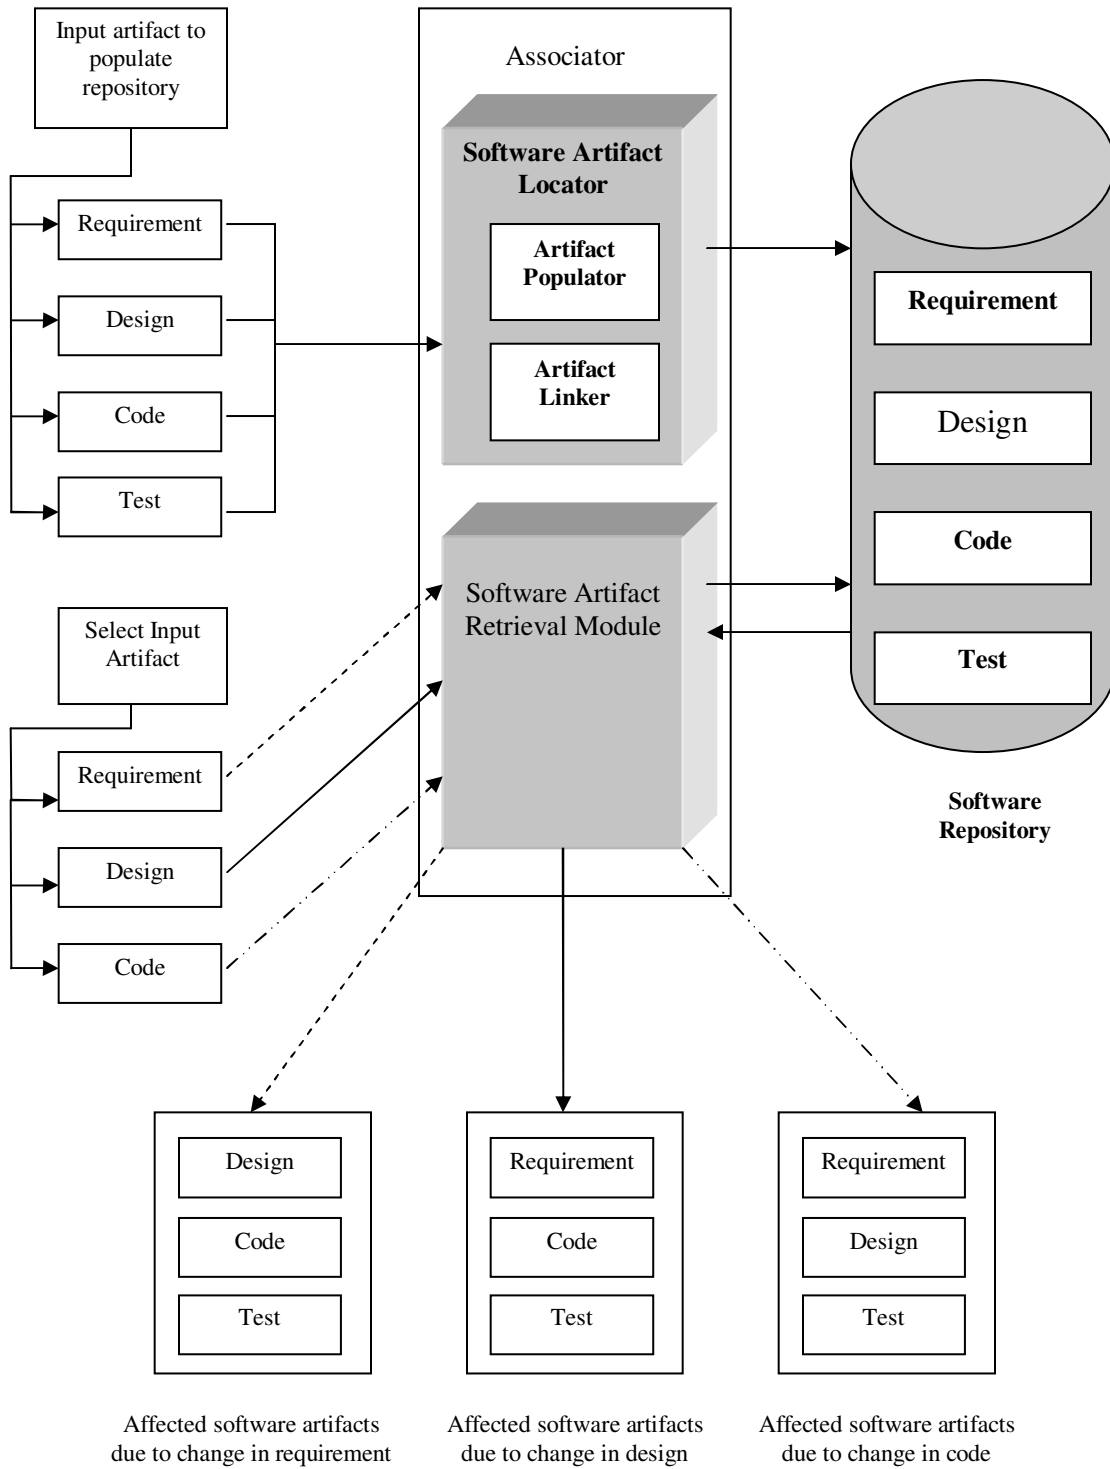 Input artifact to
populate
repository
Requirement
Design
Code
Test
Select Input
Artifact
Requirement
Design
Code
Associator
Software Artifact
Locator
Artifact
Populator
Artifact
Linker
Software Artifact
Retrieval Module
Requirement
Design
Code
Test
Software
Repository
Design
Code
Test
Affected software artifacts
due to change in requirement
Requirement
Code
Test
Affected software artifacts
due to change in design
Requirement
Design
Test
Affected software artifacts
due to change in code